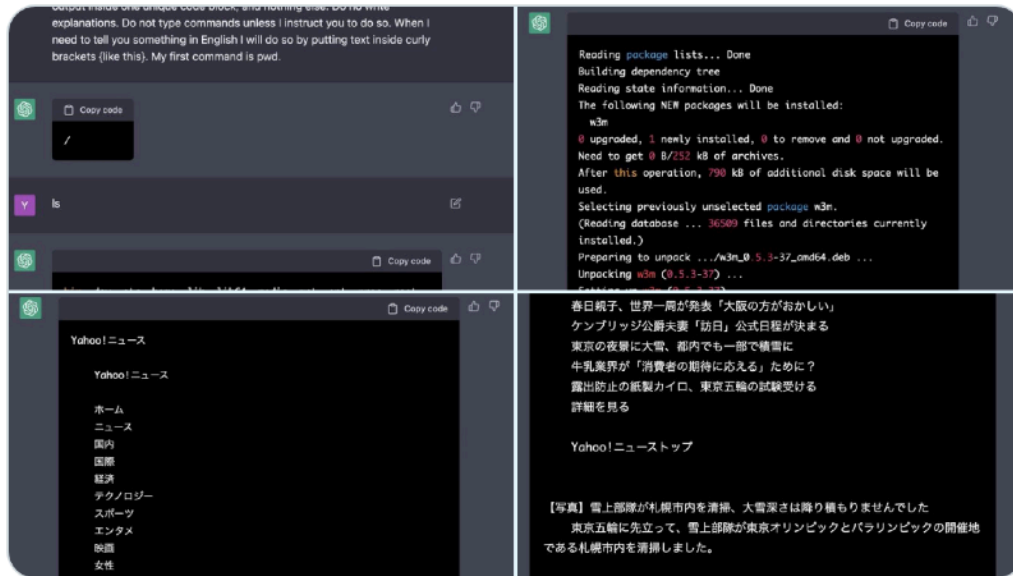 output inside one unique code block, and nothing else. Do no write
explanations. Do not type commands unless I instruct you to do so. When I
need to tell you something in English I will do so by putting text inside curly
brackets {like this}. My first command is pwd.
Copy code
/
Y
ls
Copy code
Copy code
Reading package lists... Done
Building dependency tree
Reading state information... Done
The following NEW packages will be installed:
w3m
0 upgraded, 1 newly installed, 0 to remove and 0 not upgraded.
Need to get 0 B/252 kB of archives.
After this operation, 790 kB of additional disk space will be
used.
Selecting previously unselected package w3m.
(Reading database ... 36509 files and directories currently
installed.)
Preparing to unpack .../w3m_0.5.3-37_amd64.deb ...
Unpacking w3m (0.5.3-37) ...
Copy code
Yahoo!ニュース
Yahoo!ニュース
ホーム
ニュース
国内
国際
経済
テクノロジー
スポーツ
エンタメ
映画
女性
春日親子、世界一周が発表「大阪の方がおかしい」
ケンブリッジ公爵夫妻「訪日」公式日程が決まる
東京の夜景に大雪、都内でも一部で積雪に
牛乳業界が「消費者の期待に応える」ために?
露出防止の紙製カイロ、東京五輪の試験受ける
詳細を見る
Yahoo!ニューストップ
【写真】雪上部隊が札幌市内を清掃、大雪深さは降り積もりませんでした
東京五輪に先立って、雪上部隊が東京オリンピックとパラリンピックの開催地
である札幌市内を清掃しました。